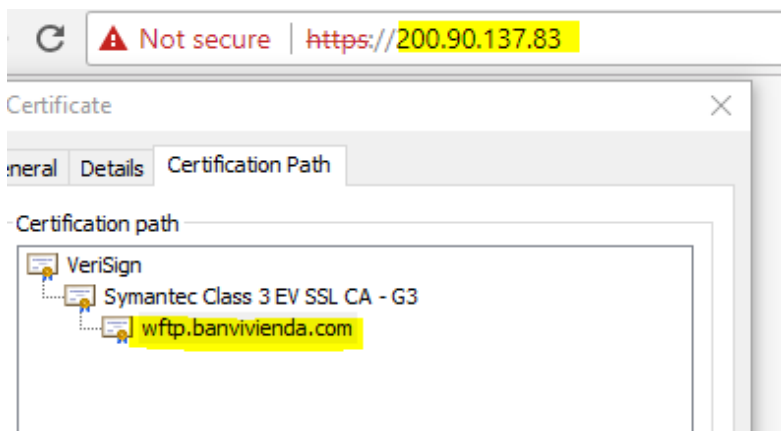 Not secure | https://200.90.137.83
Certificate
eneral Details Certification Path
Certification path
VeriSign
Symantec Class 3 EV SSL CA - G3
wftp.banvivienda.com